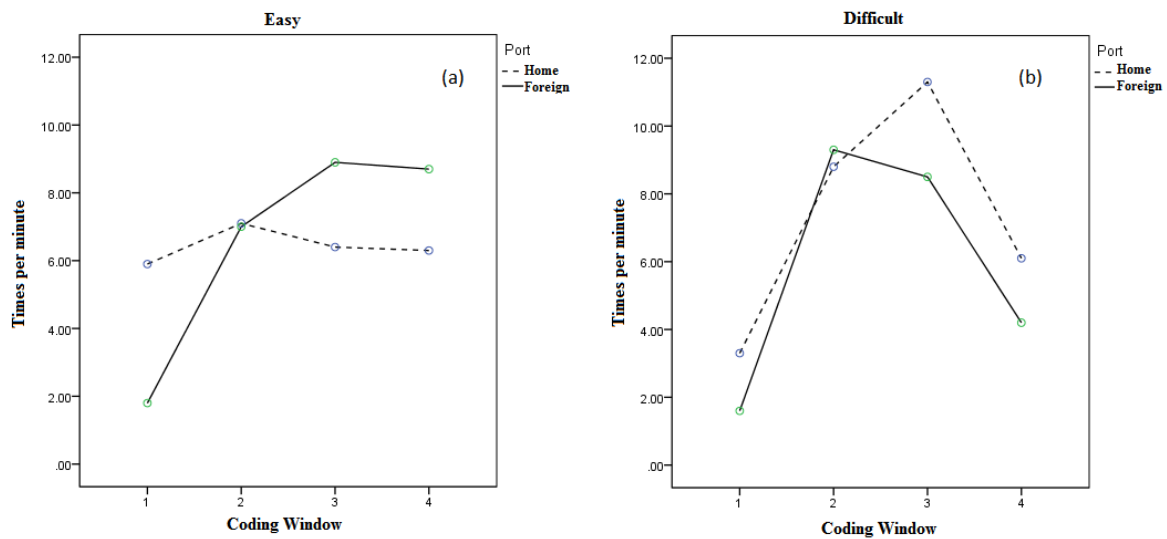 Easy
(a)
Port
Home
Foreign
12.00
10.00
8.00
6.00
4.00
2.00
.00
Times per minute
1 2 3 4
Coding Window
Difficult
(b)
Port
Home
Foreign
12.00
10.00
8.00
6.00
4.00
2.00
.00
Times per minute
1 2 3 4
Coding Window